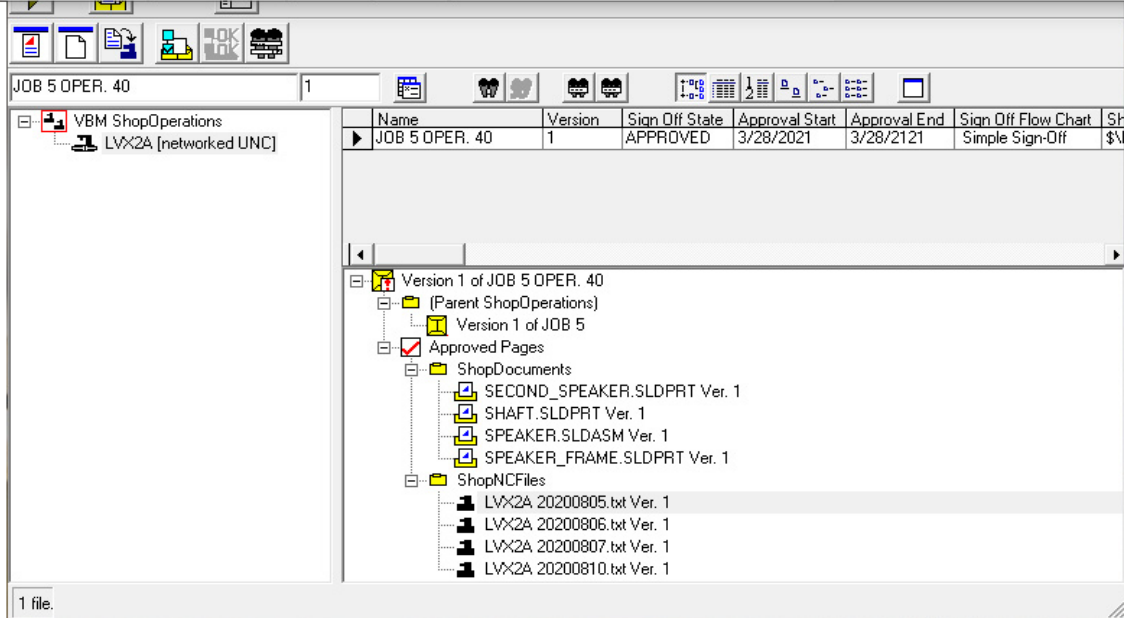 JOB 5 OPER. 40 1
VBM ShopOperations
LVX2A [networked UNC]
Name Version Sign Off State Approval Start Approval End Sign Off Flow Chart
JOB 5 OPER. 40 1 APPROVED 3/28/2021 3/28/2121 Simple Sign-Off
Version 1 of JOB 5 OPER. 40
(Parent ShopOperations)
Version 1 of JOB 5
Approved Pages
ShopDocuments
SECOND_SPEAKER.SLDPRT Ver. 1
SHAFT.SLDPRT Ver. 1
SPEAKER.SLDASM Ver. 1
SPEAKER_FRAME.SLDPRT Ver. 1
ShopNCFiles
LVX2A 20200805.txt Ver. 1
LVX2A 20200806.txt Ver. 1
LVX2A 20200807.txt Ver. 1
LVX2A 20200810.txt Ver. 1
1 file.